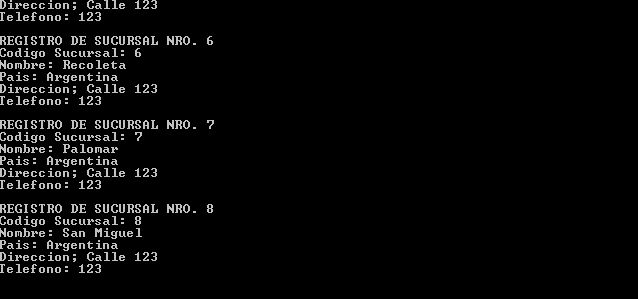 Direccion; Calle 123
Telefono: 123
REGISTRO DE SUCURSAL NRO. 6
Codigo Sucursal: 6
Nombre: Recoleta
Pais: Argentina
Direccion; Calle 123
Telefono: 123
REGISTRO DE SUCURSAL NRO. 7
Codigo Sucursal: 7
Nombre: Palomar
Pais: Argentina
Direccion; Calle 123
Telefono: 123
REGISTRO DE SUCURSAL NRO. 8
Codigo Sucursal: 8
Nombre: San Miguel
Pais: Argentina
Direccion; Calle 123
Telefono: 123